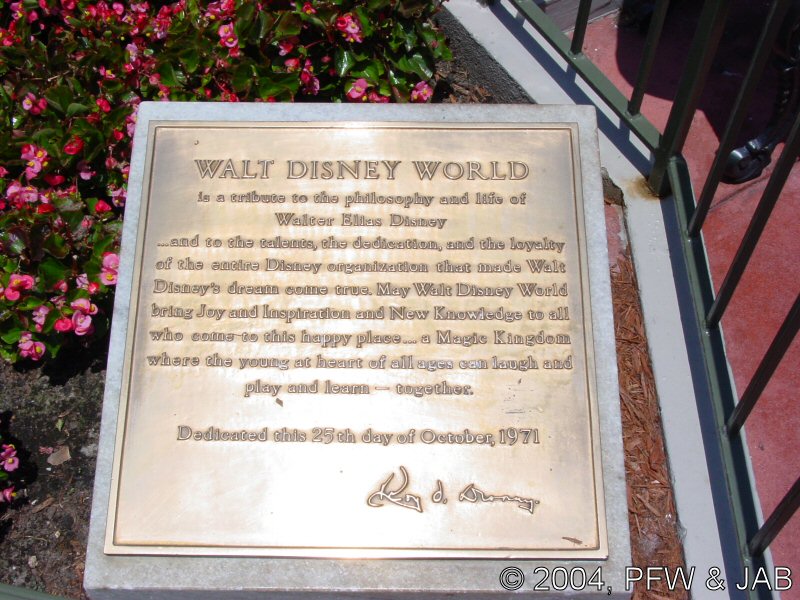 WALT DISNEY WORLD
is a tribute to the philosophy and life of
Walter Elias Disney
...and to the talents, the dedication, and the loyalty
of the entire Disney organization that made Walt
Disney's dream come true. May Walt Disney World
bring Joy and Inspiration and New Knowledge to all
who come to this happy place.... a Magic Kingdom
where the young at heart of all ages can laugh and
play and learn — together.
Dedicated this 25th day of October, 1971
Roy O. Disney.
© 2004, PFW & JAB